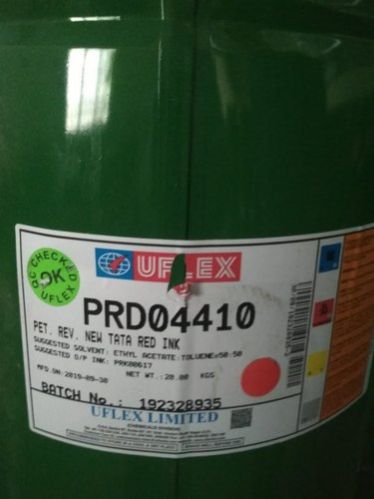 QC CHECKED
OK
UFLEX
UFLEX
PRD04410
PET. REV. NEW TATA RED INK
SUGGESTED SOLVENT: ETHYL ACETATE:TOLUENE=50:50
SUGGESTED O/P INK: PRK00617
MFD.ON:2019-09-30
NET WT.:20.00 KGS
BATCH No.: 192328935
UFLEX LIMITED